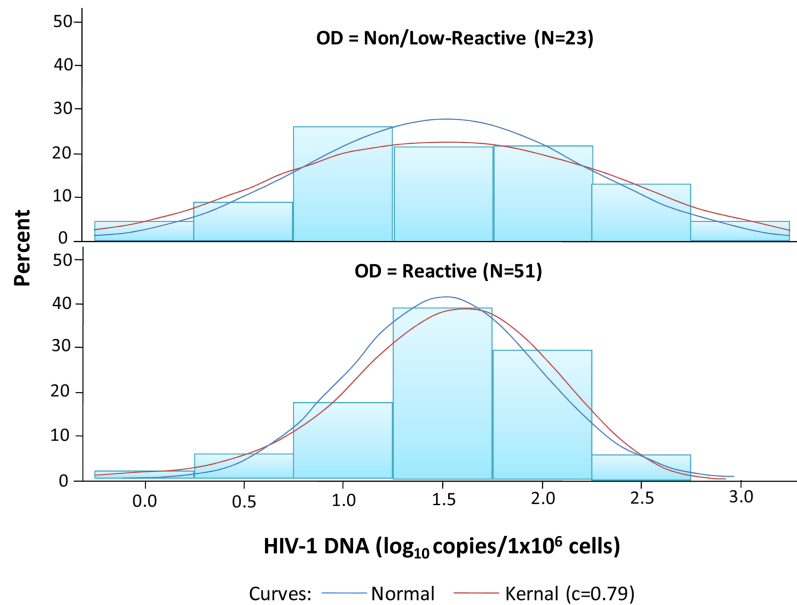 OD = Non/Low-Reactive (N=23)
50
40
30
20
10
0
Percent
OD = Reactive (N=51)
50
40
30
20
10
0
0.0 0.5 1.0 1.5 2.0 2.5 3.0
HIV-1 DNA (log₁₀ copies/1x10⁶ cells)
Curves: Normal Kernal (c=0.79)